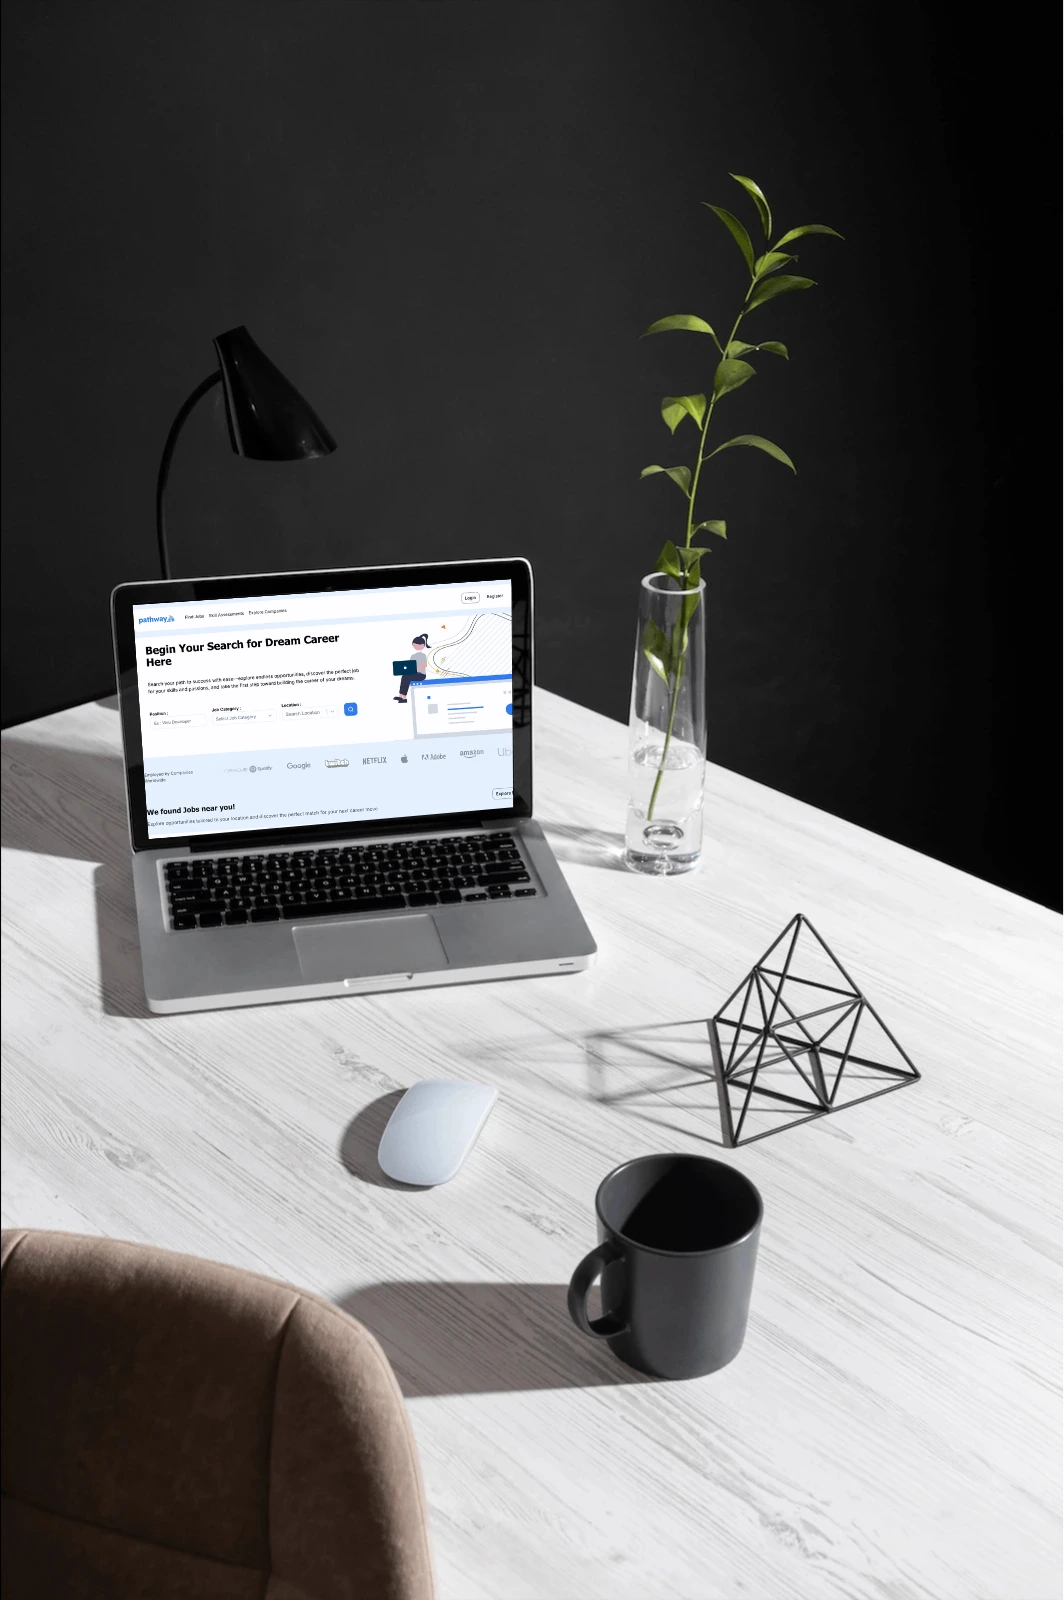 pathway
Find Jobs Skill Assessments Explore Companies Login Register
Begin Your Search for Dream Career
Here
Search your path to success with ease—explore endless opportunities, discover the perfect job
for your skills and passions, and take the first step toward building the career of your dreams.
Position : Job Category : Location :
Ex : Web Developer Select Job Category Search Location
Employed by Companies
Worldwide
Spotify Google twitch NETFLIX Adobe amazon Ub
Explore
We found Jobs near you!
Explore opportunities tailored to your location and discover the perfect match for your next career move